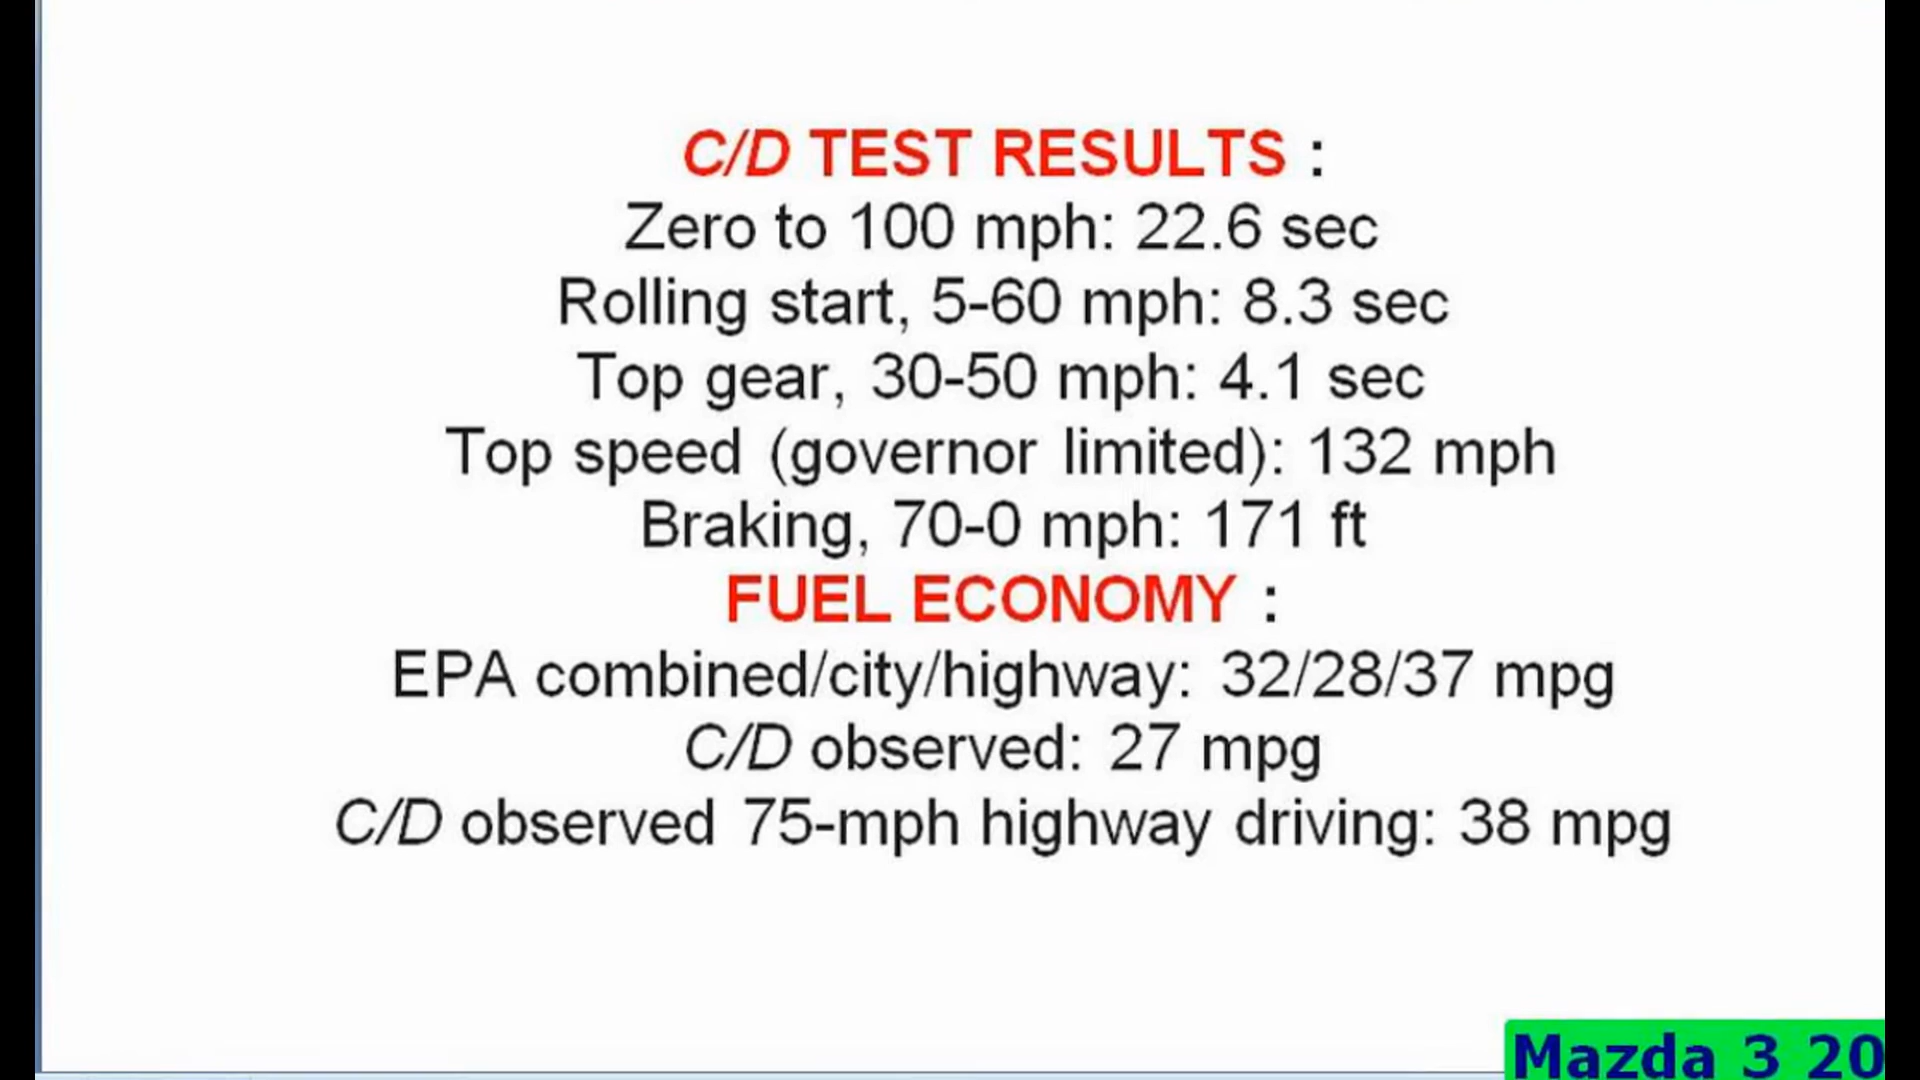 C/D TEST RESULTS :
Zero to 100 mph: 22.6 sec
Rolling start, 5-60 mph: 8.3 sec
Top gear, 30-50 mph: 4.1 sec
Top speed (governor limited): 132 mph
Braking, 70-0 mph: 171 ft
FUEL ECONOMY :
EPA combined/city/highway: 32/28/37 mpg
C/D observed: 27 mpg
C/D observed 75-mph highway driving: 38 mpg
Mazda 3 20